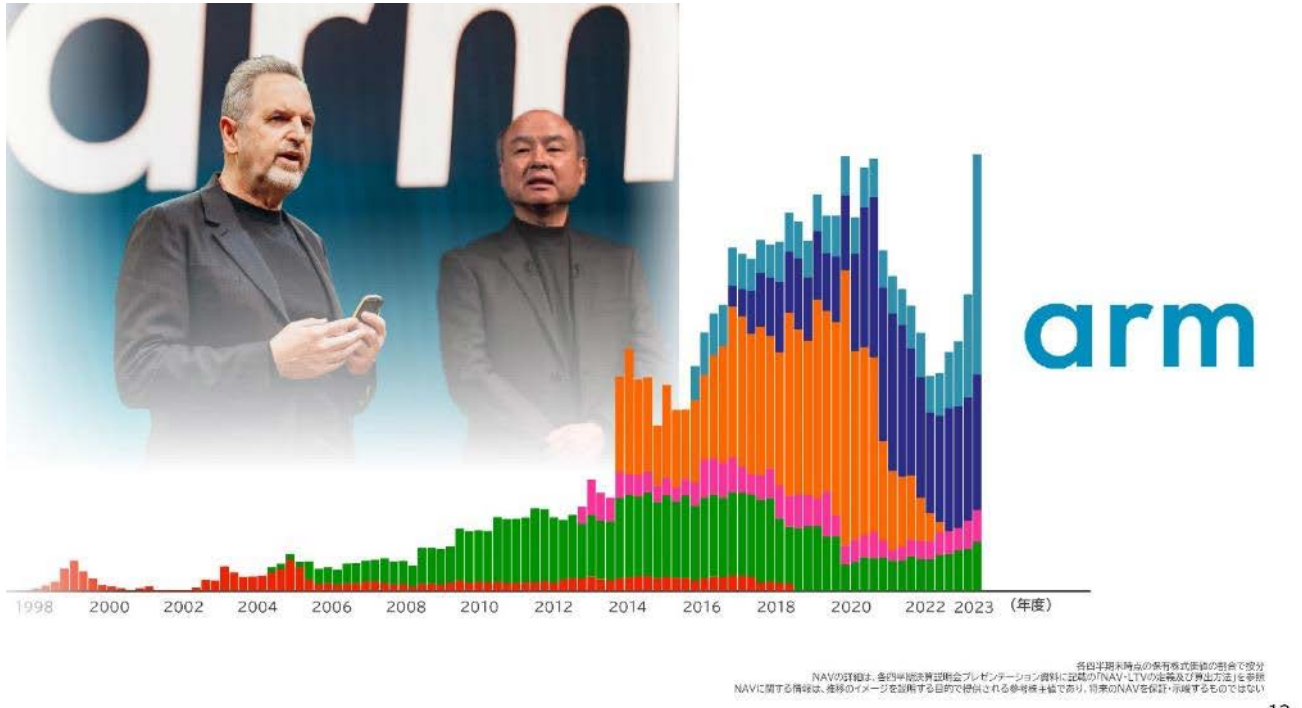 arm
arm
1998 2000 2002 2004 2006 2008 2010 2012 2014 2016 2018 2020 2022 2023 (年度)
各四半期末時点の保有株式価値の割合で按分
NAVの詳細は、各四半期決算説明会プレゼンテーション資料に記載の「NAV・LTVの定義及び算出方法」を参照
NAVに関する情報は、推移のイメージを説明する目的で提供される参考値であり、将来のNAVを保証・示唆するものではない